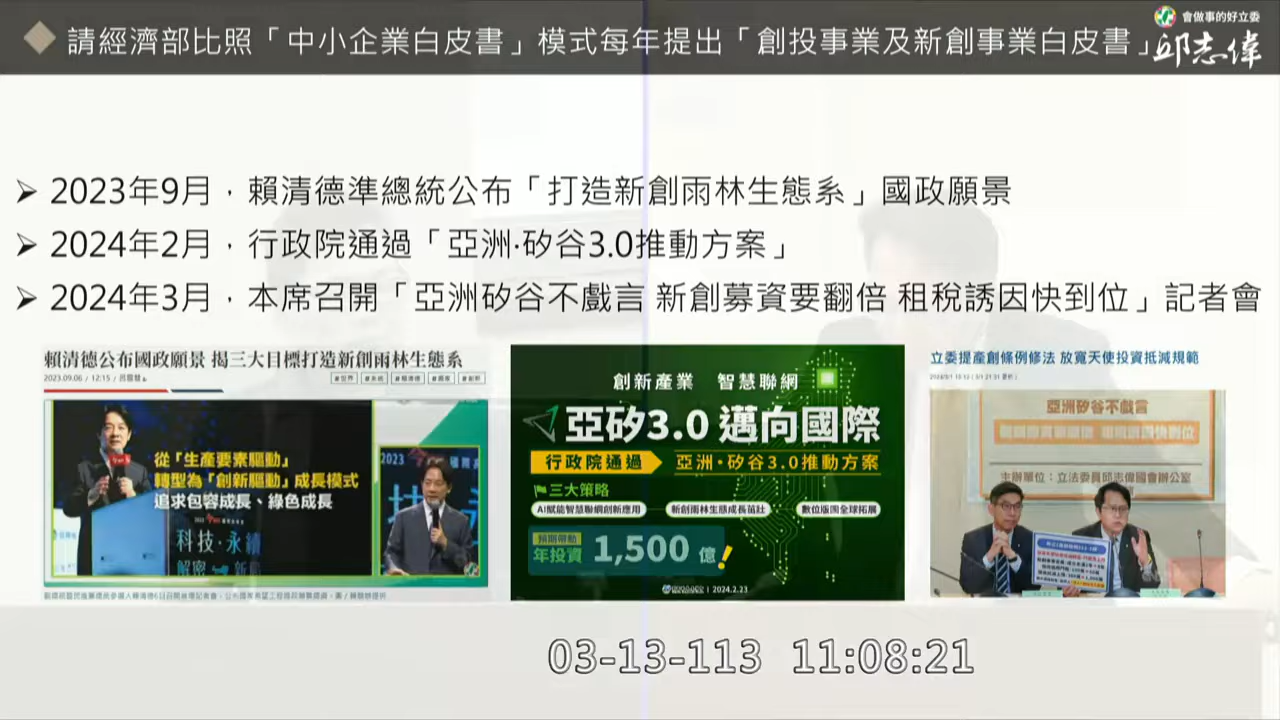 請經濟部比照「中小企業白皮書」模式每年提出「創投事業及新創事業白皮書」
會做事的好立委
邱志偉
➢ 2023年9月，賴清德準總統公布「打造新創雨林生態系」國政願景
➢ 2024年2月，行政院通過「亞洲·矽谷3.0推動方案」
➢ 2024年3月，本席召開「亞洲矽谷不戲言 新創募資要翻倍 租稅誘因快到位」記者會
賴清德公布國政願景 揭三大目標打造新創雨林生態系
2023.09.06 / 12:15 /
從「生產要素驅動」
轉型為「創新驅動」成長模式
追求包容成長、綠色成長
科技·永續
解密
2023
創新產業 智慧聯網
亞矽3.0 邁向國際
行政院通過 亞洲·矽谷3.0推動方案
三大策略
AI賦能智慧聯網創新應用 新創雨林生態成長茁壯 數位版圖全球拓展
預期帶動
年投資 1,500 億!
2024.2.23
立委提產創條例修法 放寬天使投資抵減規範
亞洲矽谷不戲言
主辦單位：立法委員邱志偉國會辦公室
03-13-113 11:08:21